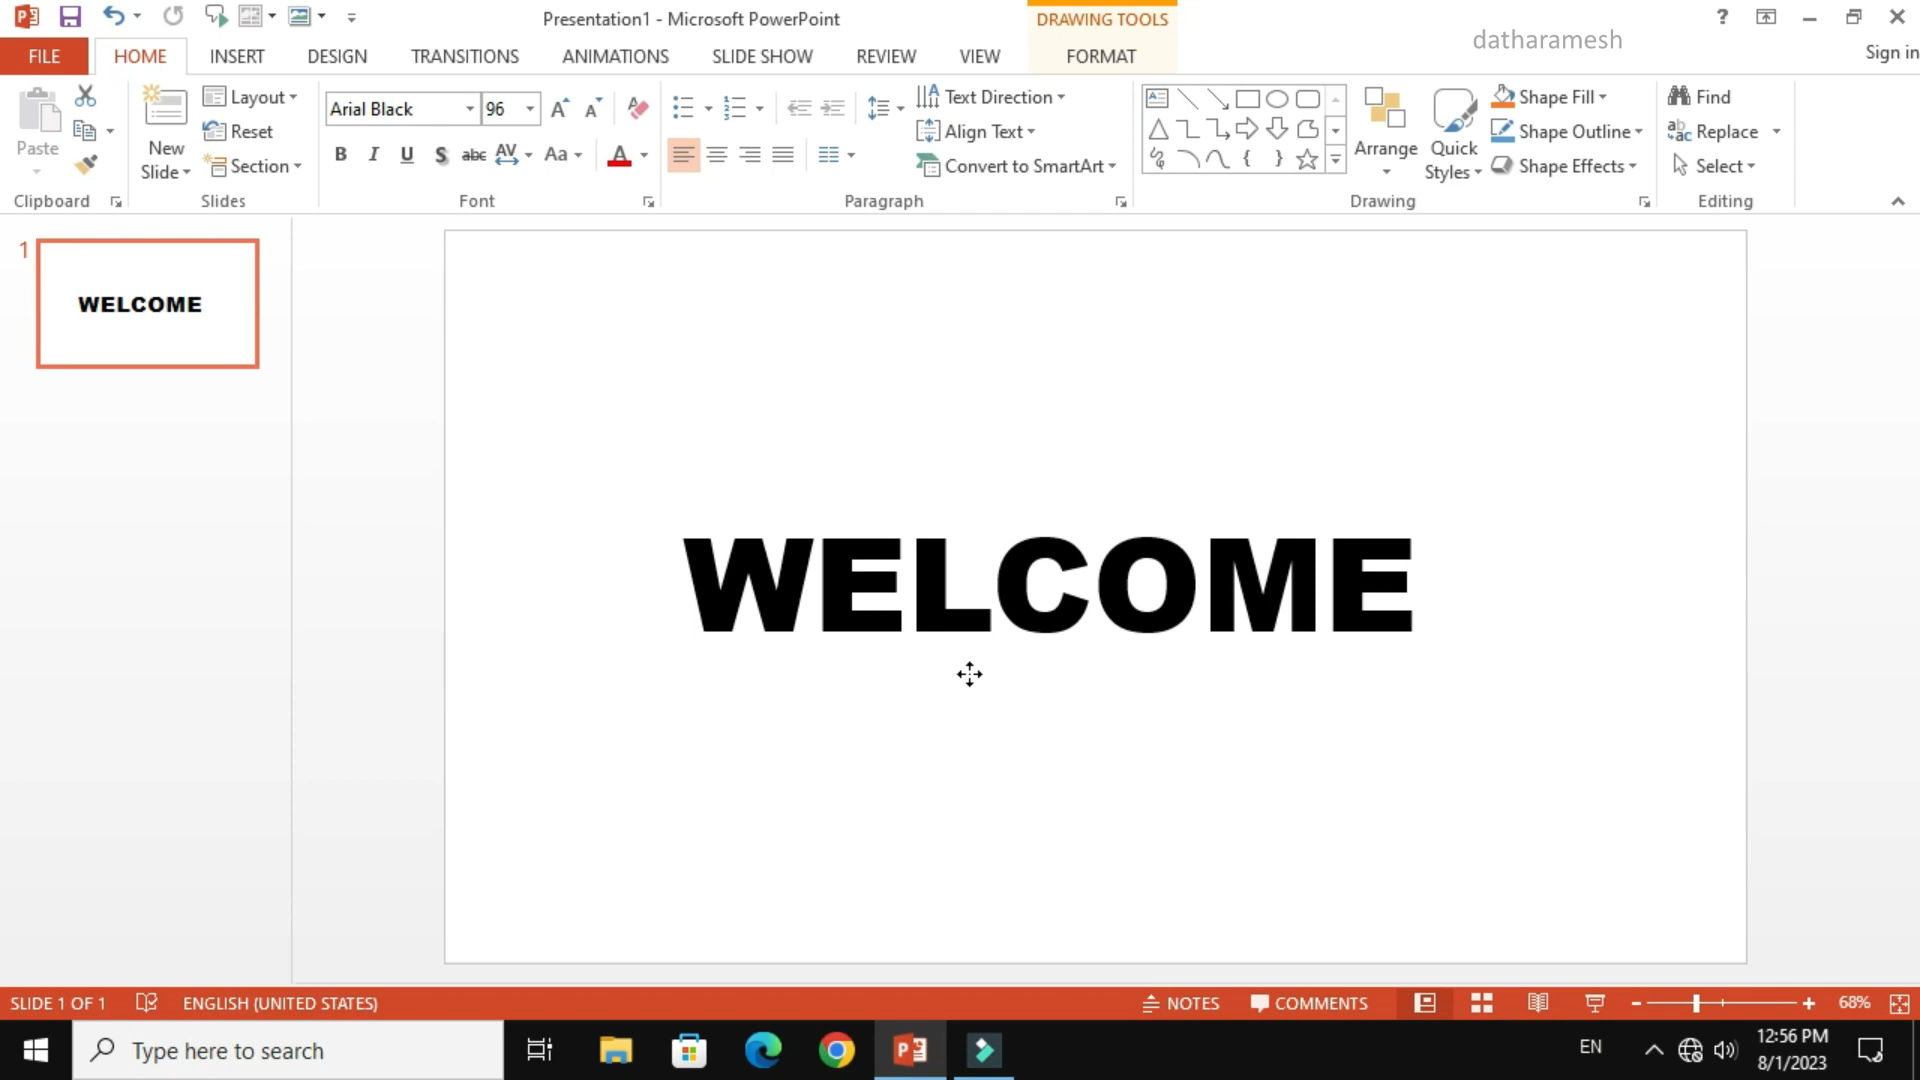 Presentation1 - Microsoft PowerPoint
DRAWING TOOLS
datharamesh
?
Sign in
FILE
HOME
INSERT
DESIGN
TRANSITIONS
ANIMATIONS
SLIDE SHOW
REVIEW
VIEW
FORMAT
Paste
Clipboard
New
Slide
Layout
Reset
Section
Slides
Arial Black
96
B I U S abc AV Aa A
Font
Text Direction
Align Text
Convert to SmartArt
Paragraph
Arrange
Quick
Styles
Shape Fill
Shape Outline
Shape Effects
Drawing
Find
Replace
Select
Editing
1
WELCOME
WELCOME
SLIDE 1 OF 1
ENGLISH (UNITED STATES)
NOTES
COMMENTS
68%
Type here to search
EN
12:56 PM
8/1/2023